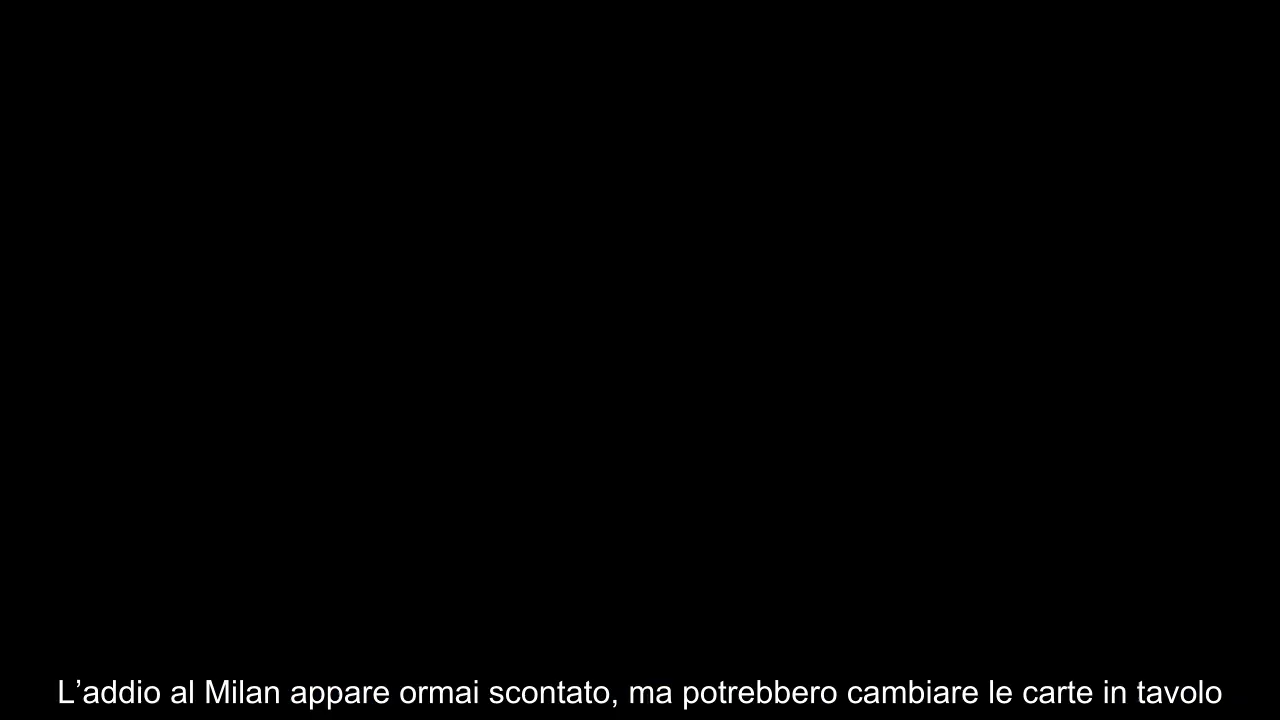 L’addio al Milan appare ormai scontato, ma potrebbero cambiare le carte in tavolo